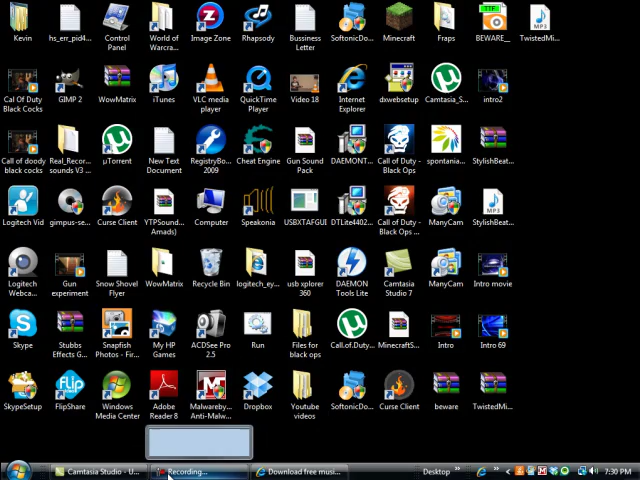 Kevin
hs_err_pid4...
Control
Panel
World of
Warcra...
Image Zone
Rhapsody
Bussiness
Letter
SoftonicDo...
Minecraft
Fraps
TTF
BEWARE__
MP3
TwistedMi...
Cal Of Duty
Black Cocks
GIMP 2
WowMatrix
iTunes
VLC media
player
QuickTime
Player
Video 18
Internet
Explorer
dxwebsetup
Camtasia_S...
intro2
Call of doody
black cocks
Real_Recor...
sounds V3 ...
µTorrent
New Text
Document
RegistryBo...
2009
Cheat Engine
Gun Sound
Pack
DAEMONT...
Call of Duty -
Black Ops
spontania...
StylishBeat...
Logitech Vid
gimpus-se...
Curse Client
YTPSound...
Amads)
Computer
Speakonia
USBXTAFGUI
DTLite4402...
Call of Duty -
Black Ops ...
ManyCam
MP3
StylishBeat...
Logitech
Webca...
Gun
experiment
Snow Shovel
Flyer
WowMatrix
Recycle Bin
logitech_ey...
usb xplorer
360
DAEMON
Tools Lite
Camtasia
Studio 7
ManyCam
Intro movie
Skype
Stubbs
Effects G...
Snapfish
Photos - Fir...
My HP
Games
ACDSee Pro
2.5
Run
Files for
black ops
Call.of.Duty...
MinecraftS...
Intro
Intro 69
SkypeSetup
FlipShare
Windows
Media Center
Adobe
Reader 8
Malwareby...
Anti-Malw...
Dropbox
Youtube
videos
SoftonicDo...
Curse Client
beware
TwistedMi...
Camtasia Studio - U...
Recording...
Download free musi...
Desktop
7:30 PM